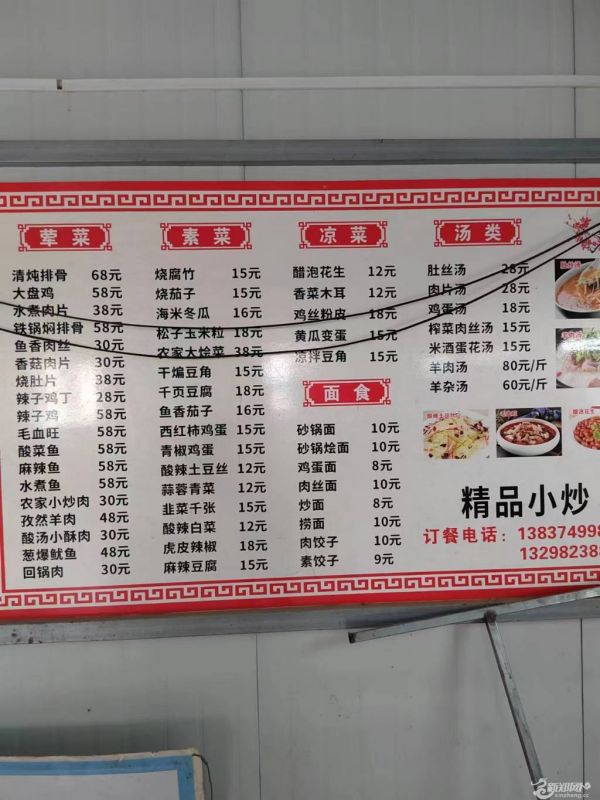 荤菜
清炖排骨 68元
大盘鸡 58元
水煮肉片 38元
铁锅焖排骨 58元
鱼香肉丝 30元
香菇肉片 30元
烧肚片 38元
辣子鸡丁 28元
辣子鸡 58元
毛血旺 58元
酸菜鱼 58元
麻辣鱼 58元
水煮鱼 58元
农家小炒肉 30元
孜然羊肉 48元
酸汤小酥肉 30元
葱爆鱿鱼 48元
回锅肉 30元
素菜
烧腐竹 15元
烧茄子 15元
海米冬瓜 16元
松子玉米粒 18元
农家大烩菜 38元
干煸豆角 15元
千页豆腐 18元
鱼香茄子 16元
西红柿鸡蛋 15元
青椒鸡蛋 15元
酸辣土豆丝 12元
蒜蓉青菜 12元
韭菜千张 15元
酸辣白菜 12元
虎皮辣椒 18元
麻辣豆腐 15元
凉菜
醋泡花生 12元
香菜木耳 12元
鸡丝粉皮 18元
黄瓜变蛋 15元
凉拌豆角 15元
面食
砂锅面 10元
砂锅烩面 10元
鸡蛋面 8元
肉丝面 10元
炒面 8元
捞面 10元
肉饺子 10元
素饺子 9元
汤类
肚丝汤 28元
肉片汤 28元
鸡蛋汤 18元
榨菜肉丝汤 15元
米酒蛋花汤 15元
羊肉汤 80元/斤
羊杂汤 60元/斤
醋泡花生
精品小炒
订餐电话：13837499
1329823
新郑网
xinzheng.cc